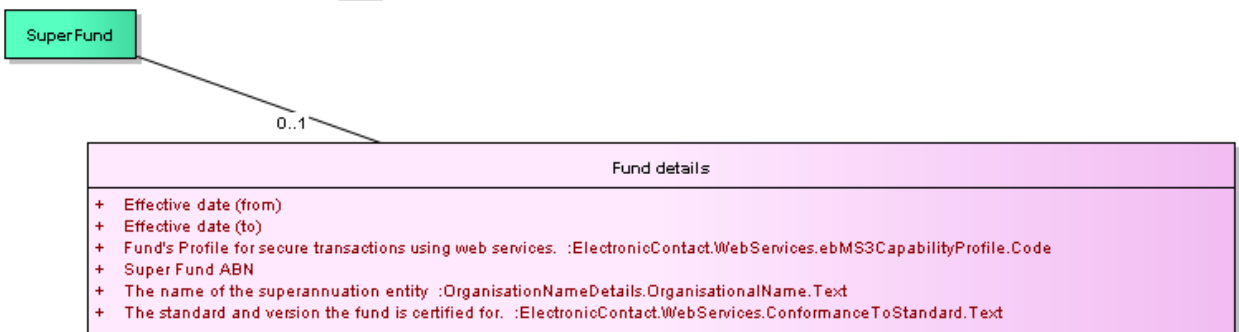 SuperFund
0..1
Fund details
+ Effective date (from)
+ Effective date (to)
+ Fund's Profile for secure transactions using web services. :ElectronicContact.WebServices.ebMS3CapabilityProfile.Code
+ Super Fund ABN
+ The name of the superannuation entity :OrganisationNameDetails.OrganisationalName.Text
+ The standard and version the fund is certified for. :ElectronicContact.WebServices.ConformanceToStandard.Text